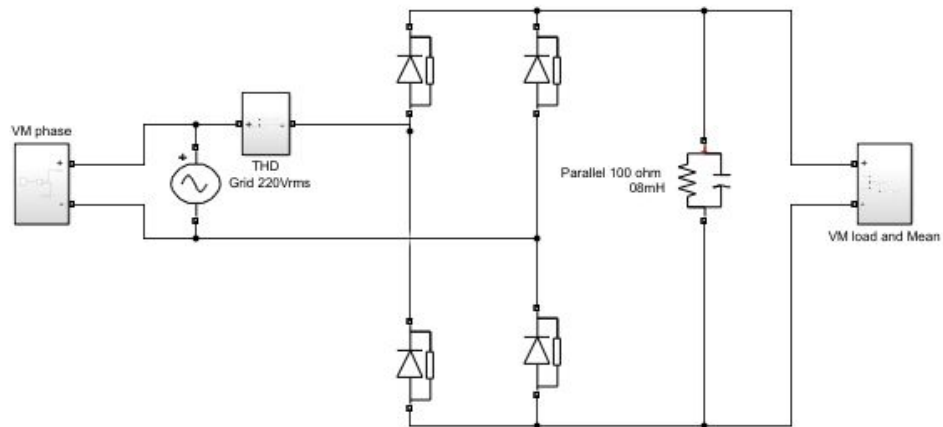 VM phase
THD
Grid 220Vrms
Parallel 100 ohm
08mH
VM load and Mean